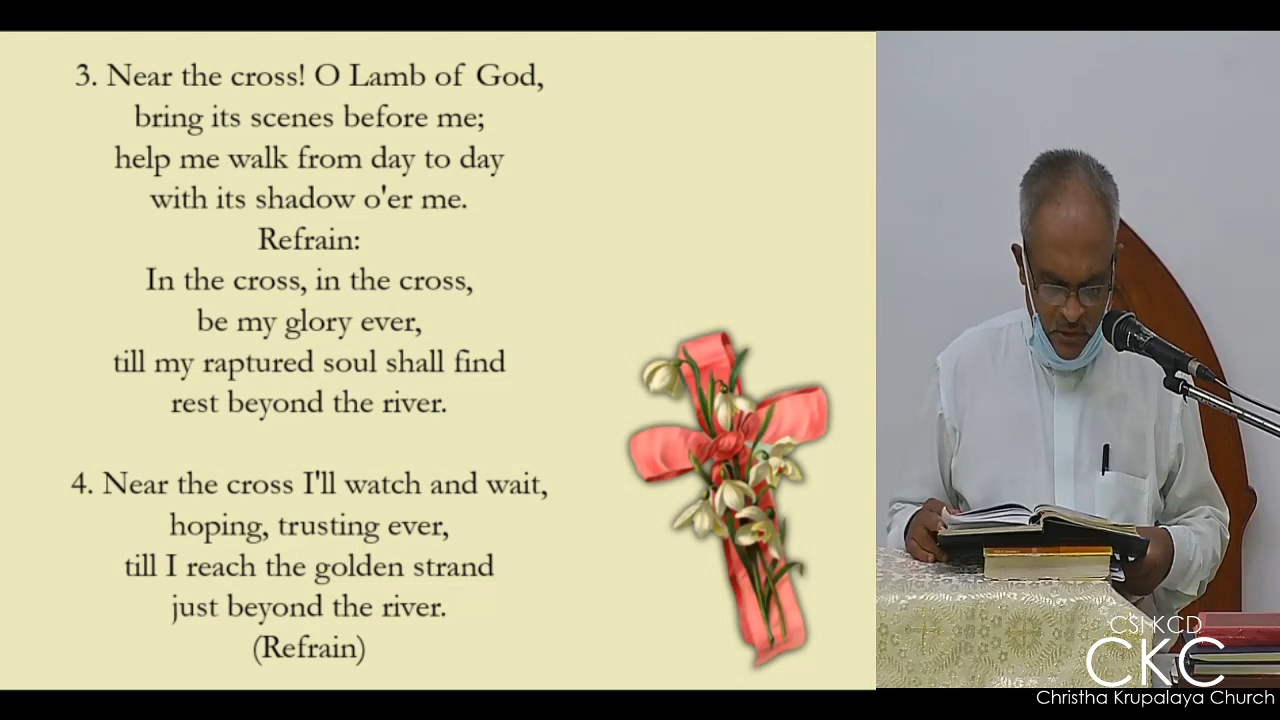 3. Near the cross! O Lamb of God,
bring its scenes before me;
help me walk from day to day
with its shadow o'er me.
Refrain:
In the cross, in the cross,
be my glory ever,
till my raptured soul shall find
rest beyond the river.
4. Near the cross I'll watch and wait,
hoping, trusting ever,
till I reach the golden strand
just beyond the river.
(Refrain)
CSI-KCD
CKC
Christha Krupalaya Church